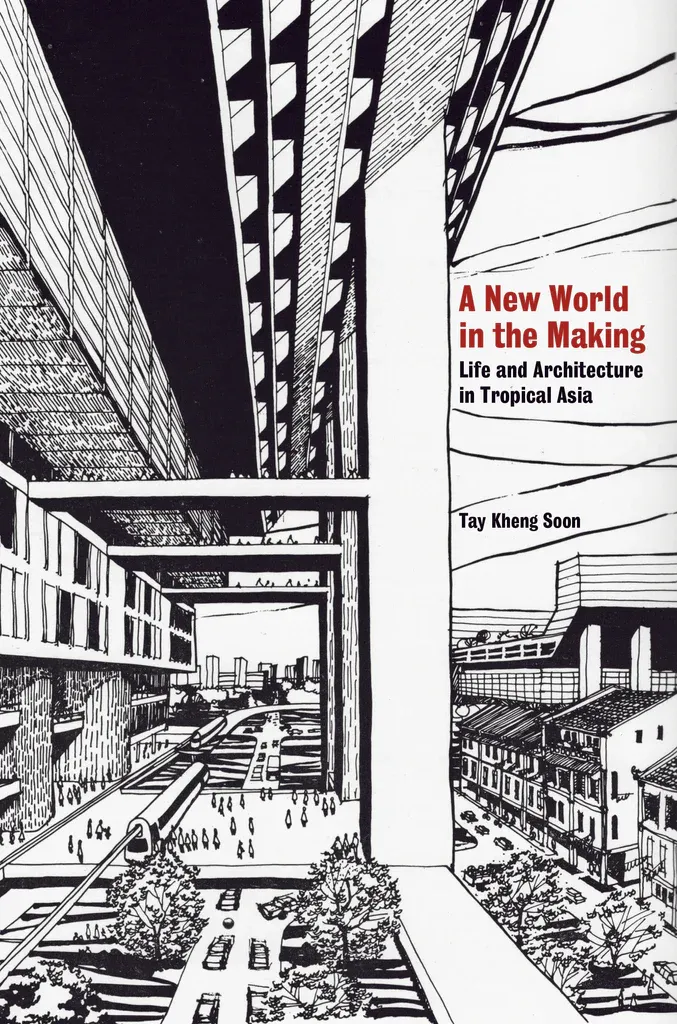 A New World
in the Making
Life and Architecture
in Tropical Asia
Tay Kheng Soon